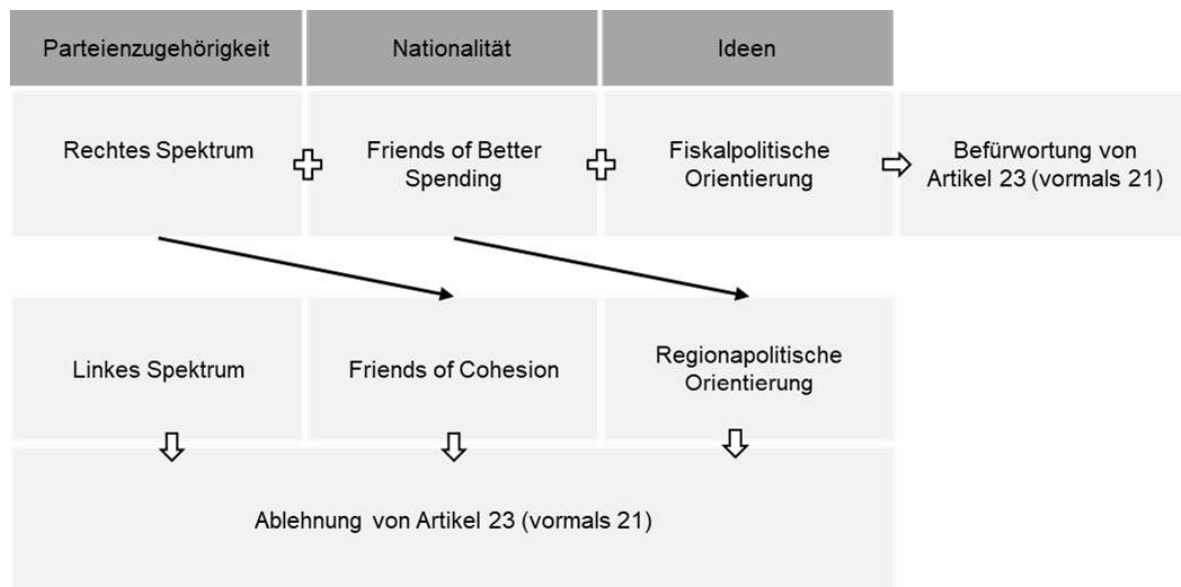 Parteienzugehörigkeit
Nationalität
Ideen
Rechtes Spektrum
Friends of Better
Spending
Fiskalpolitische
Orientierung
Befürwortung von
Artikel 23 (vormals 21)
Linkes Spektrum
Friends of Cohesion
Regionapolitische
Orientierung
Ablehnung von Artikel 23 (vormals 21)